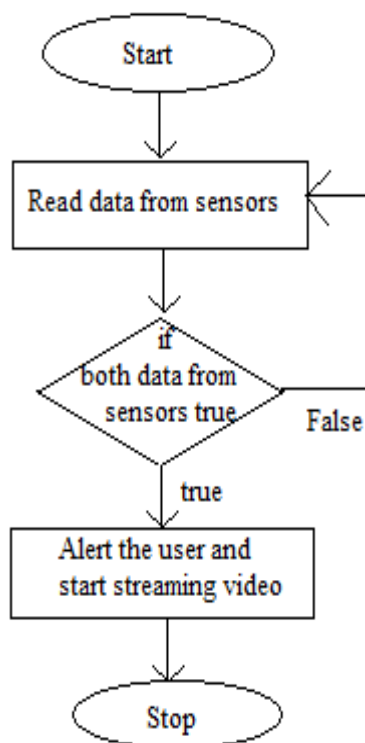 Start
Read data from sensors
if
both data from
sensors true
False
true
Alert the user and
start streaming video
Stop